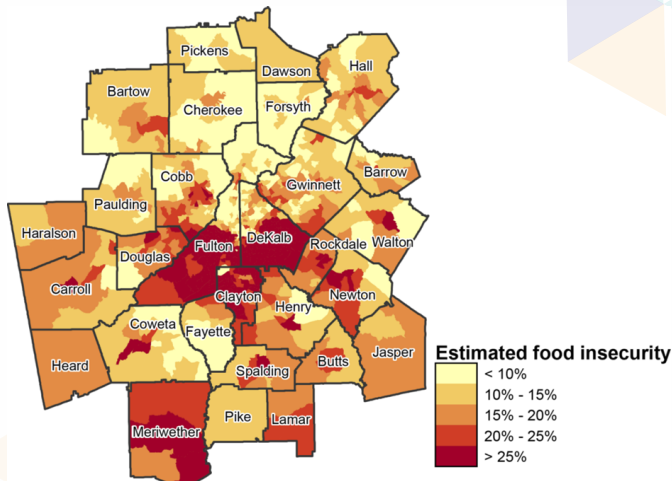 Pickens
Dawson
Hall
Bartow
Cherokee
Forsyth
Cobb
Gwinnett
Barrow
Paulding
Haralson
Fulton
DeKalb
Rockdale
Walton
Douglas
Carroll
Clayton
Newton
Henry
Coweta
Fayette
Heard
Spalding
Butts
Jasper
Meriwether
Pike
Lamar
Estimated food insecurity
< 10%
10% - 15%
15% - 20%
20% - 25%
> 25%